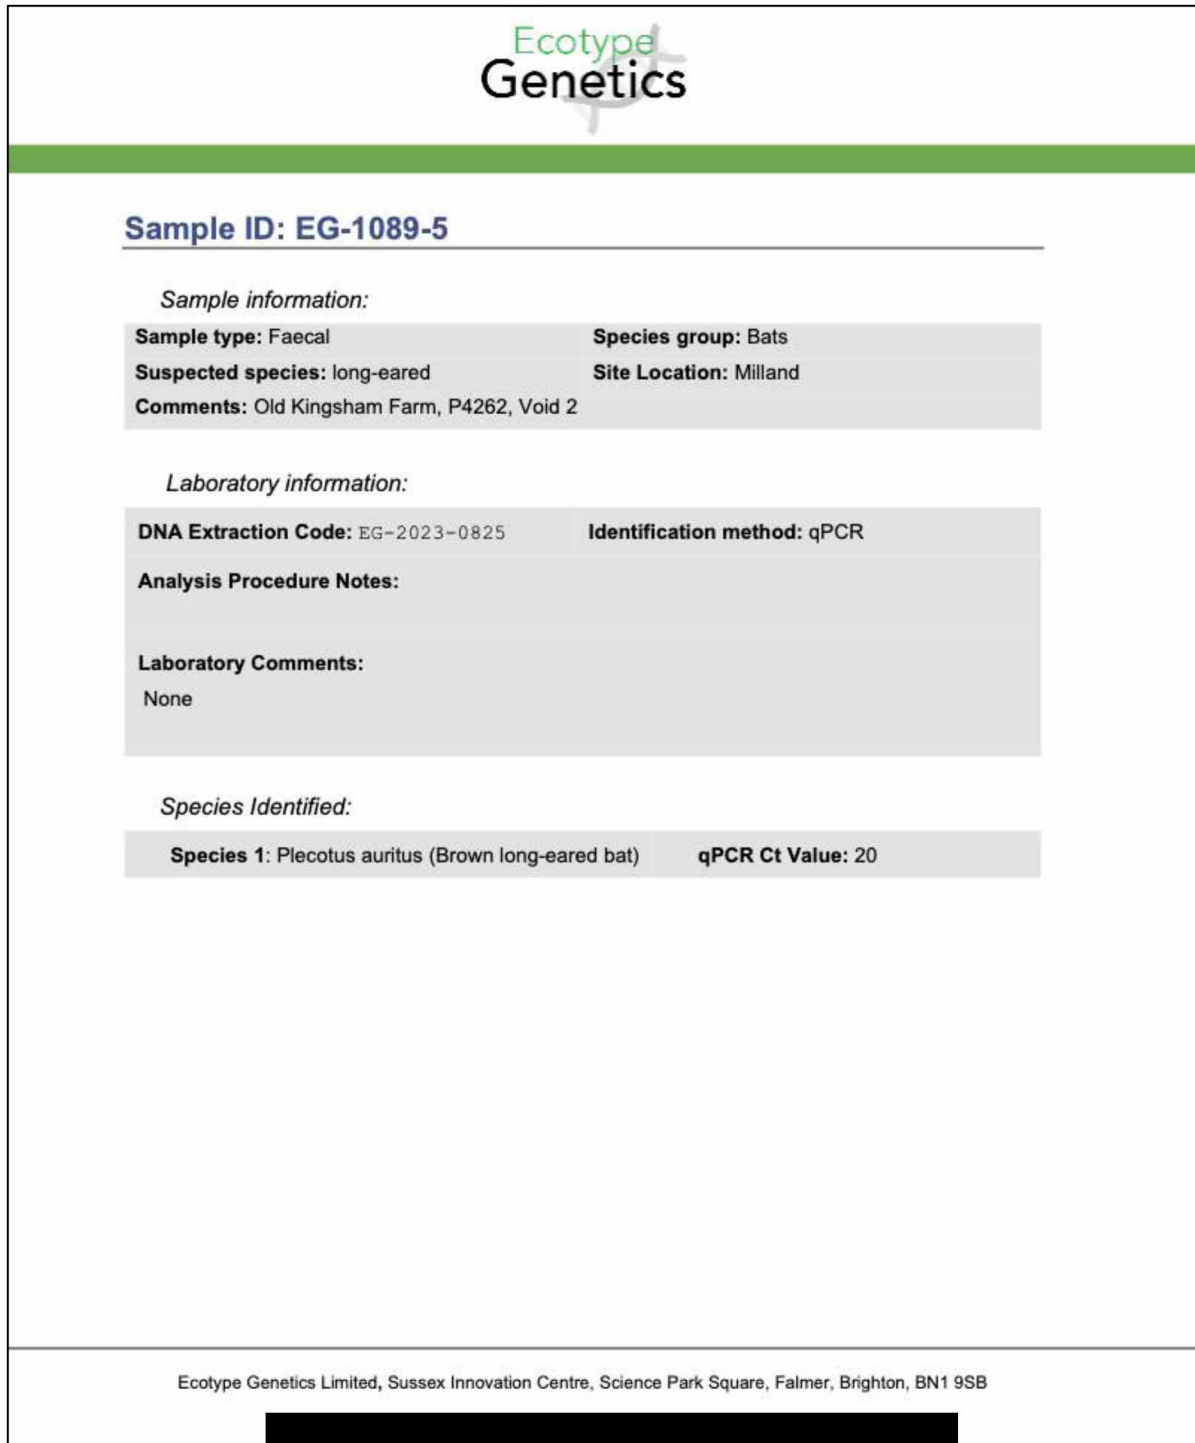 Ecotype
Genetics
Sample ID: EG-1089-5
Sample information:
Sample type: Faecal Species group: Bats
Suspected species: long-eared Site Location: Milland
Comments: Old Kingsham Farm, P4262, Void 2
Laboratory information:
DNA Extraction Code: EG-2023-0825 Identification method: qPCR
Analysis Procedure Notes:
Laboratory Comments:
None
Species Identified:
Species 1: Plecotus auritus (Brown long-eared bat) qPCR Ct Value: 20
Ecotype Genetics Limited, Sussex Innovation Centre, Science Park Square, Falmer, Brighton, BN1 9SB